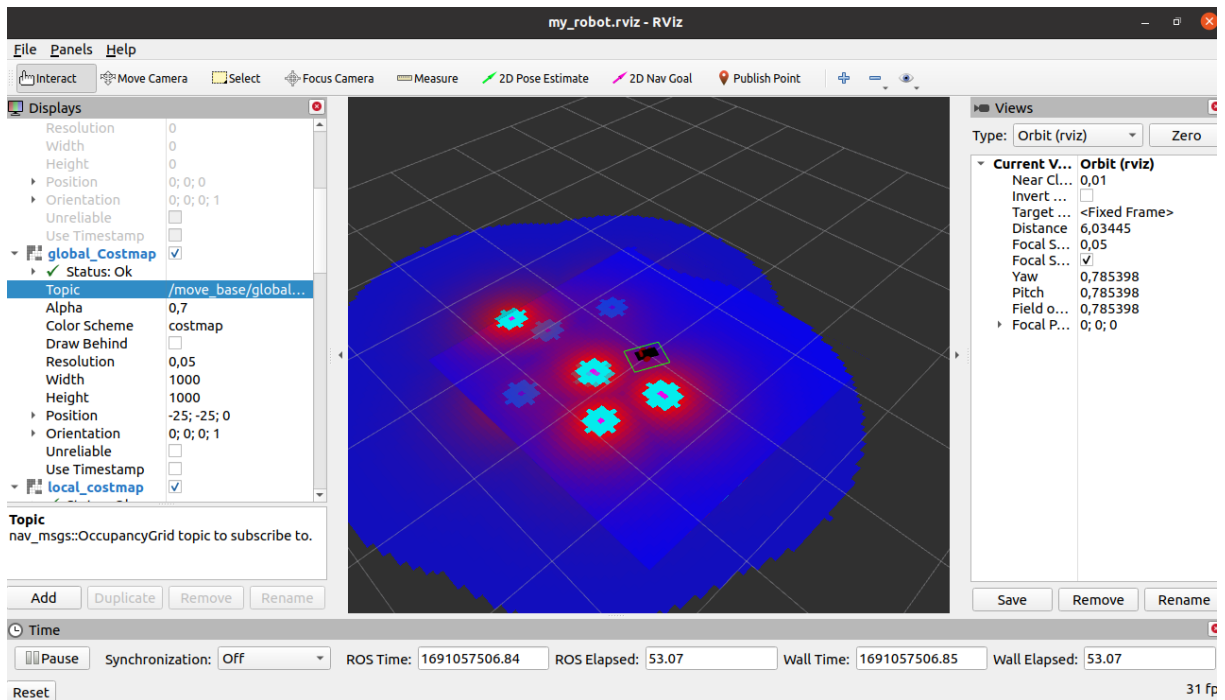 my_robot.rviz - RViz
File Panels Help
Interact Move Camera Select Focus Camera Measure 2D Pose Estimate 2D Nav Goal Publish Point
Displays
Resolution 0
Width 0
Height 0
Position 0; 0; 0
Orientation 0; 0; 0; 1
Unreliable
Use Timestamp
global_Costmap
Status: Ok
Topic /move_base/global...
Alpha 0,7
Color Scheme costmap
Draw Behind
Resolution 0,05
Width 1000
Height 1000
Position -25; -25; 0
Orientation 0; 0; 0; 1
Unreliable
Use Timestamp
local_costmap
Topic
nav_msgs::OccupancyGrid topic to subscribe to.
Add Duplicate Remove Rename
Views
Type: Orbit (rviz) Zero
Current V... Orbit (rviz)
Near Cl... 0,01
Invert ...
Target ... <Fixed Frame>
Distance 6,03445
Focal S... 0,05
Focal S...
Yaw 0,785398
Pitch 0,785398
Field o... 0,785398
Focal P... 0; 0; 0
Save Remove Rename
Time
Pause Synchronization: Off ROS Time: 1691057506.84 ROS Elapsed: 53.07 Wall Time: 1691057506.85 Wall Elapsed: 53.07
Reset 31 fp